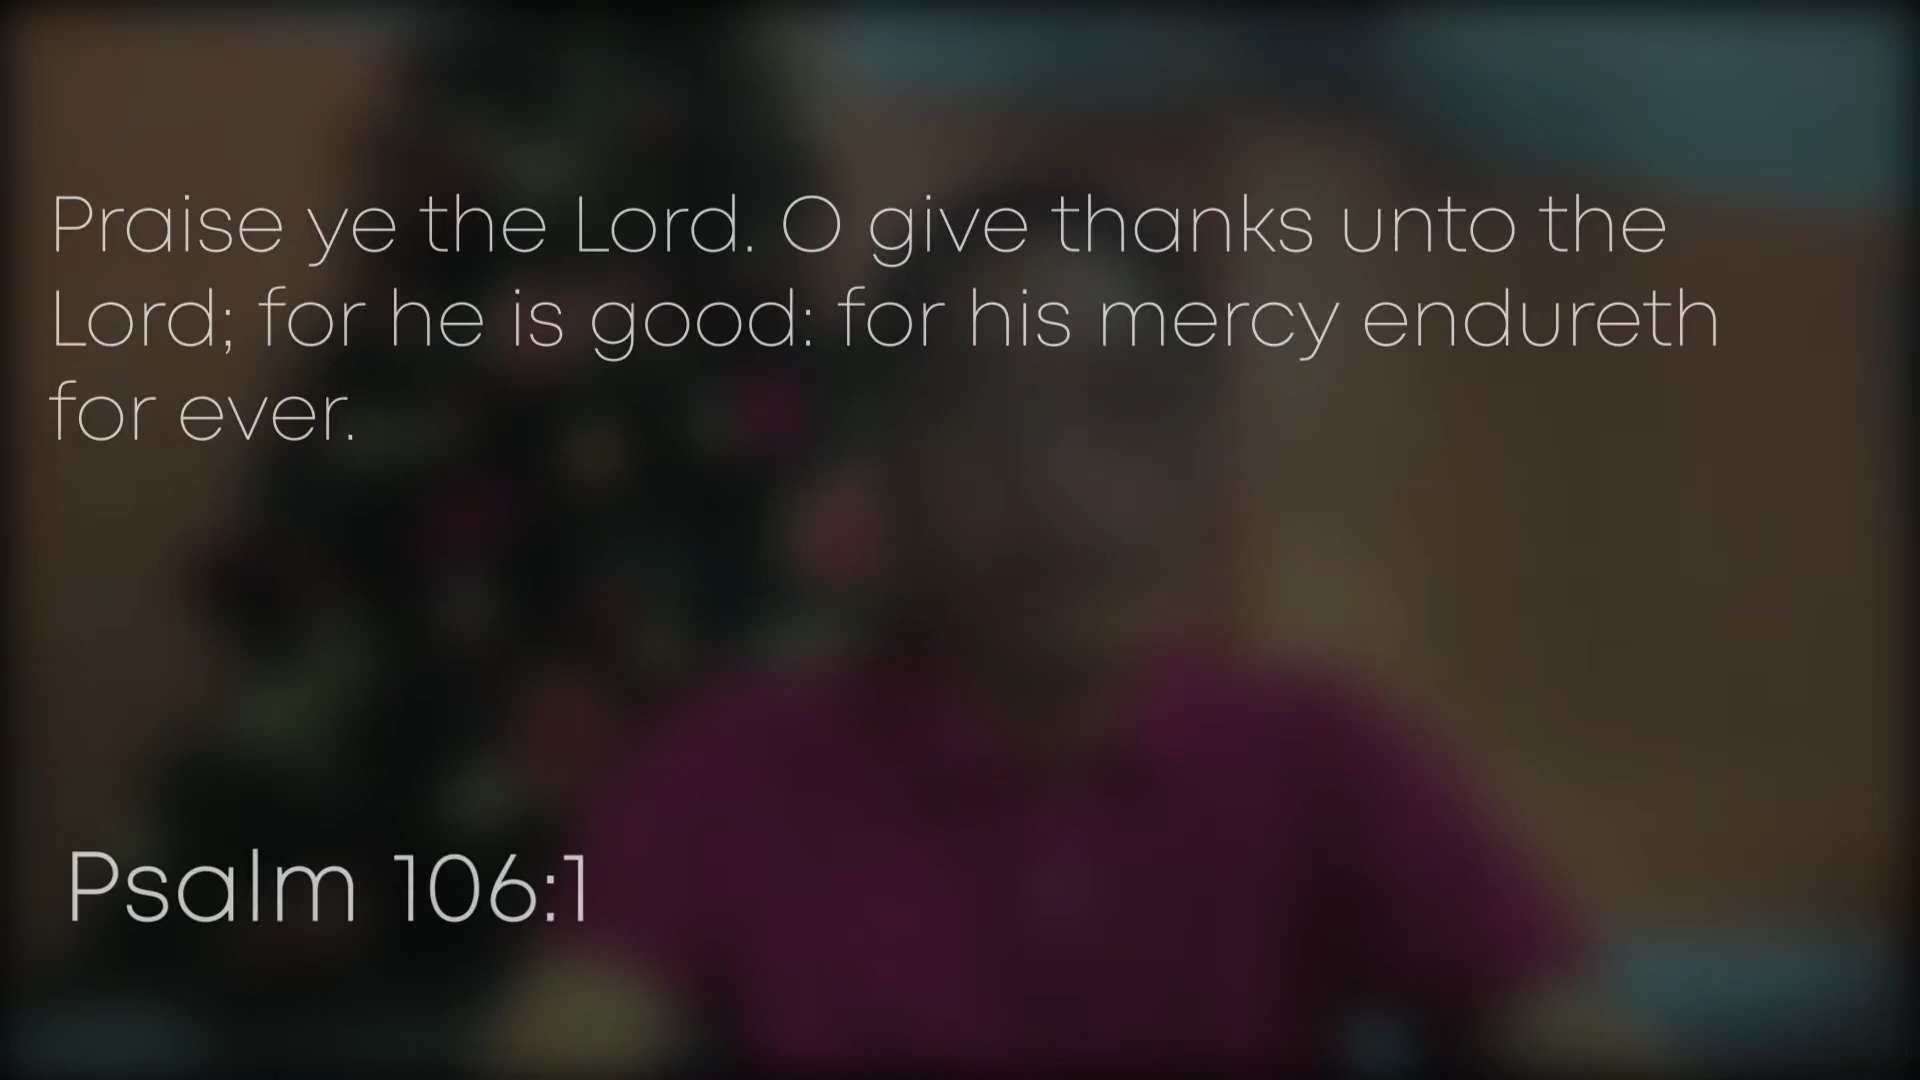 Praise ye the Lord. O give thanks unto the
Lord; for he is good: for his mercy endureth
for ever.
Psalm 106:1